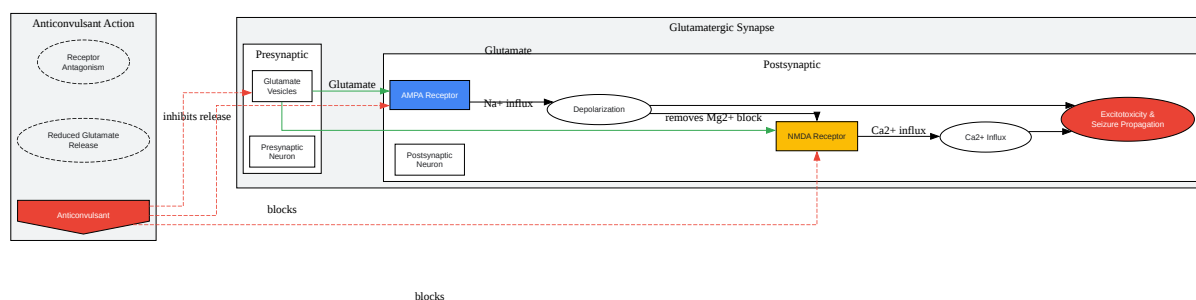 Anticonvulsant Action
Receptor
Antagonism
Reduced Glutamate
Release
Anticonvulsant
inhibits release
blocks
blocks
Glutamatergic Synapse
Presynaptic
Glutamate
Vesicles
Presynaptic
Neuron
Glutamate
Glutamate
Postsynaptic
AMPA Receptor
Postsynaptic
Neuron
Na+ influx
Depolarization
removes Mg2+ block
NMDA Receptor
Ca2+ influx
Ca2+ Influx
Excitotoxicity &
Seizure Propagation